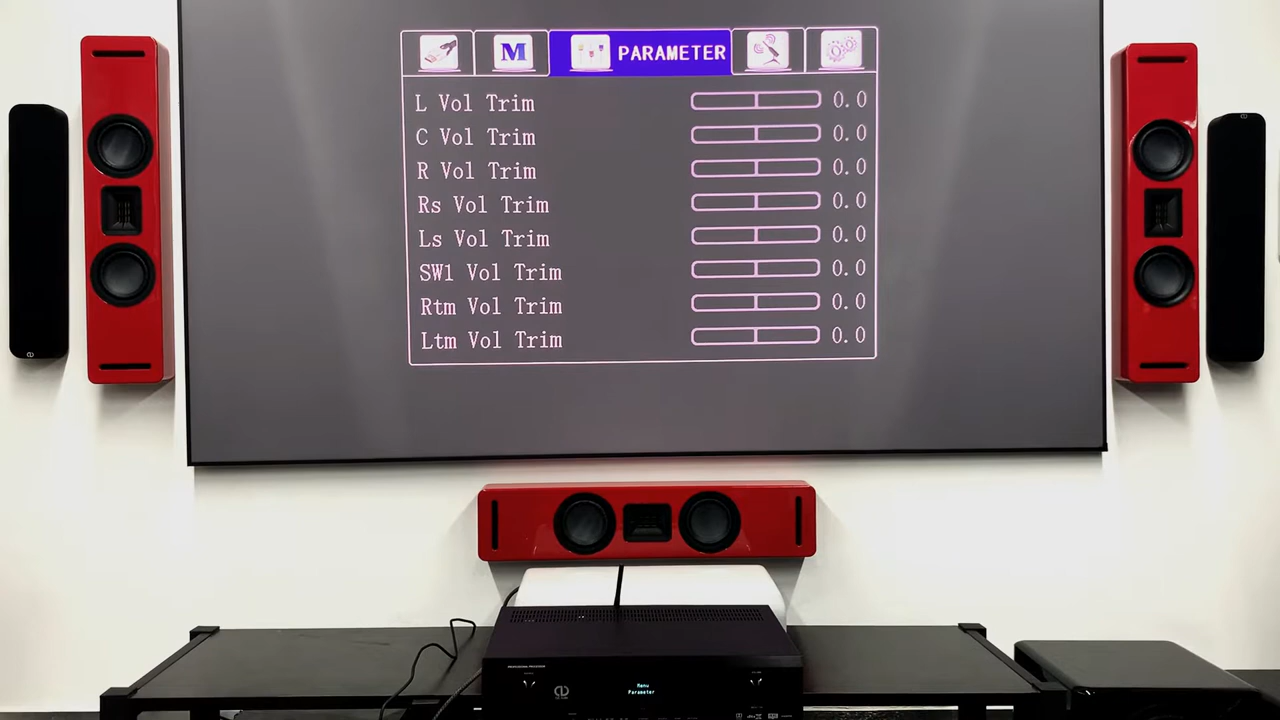 M PARAMETER
L Vol Trim 0.0
C Vol Trim 0.0
R Vol Trim 0.0
Rs Vol Trim 0.0
Ls Vol Trim 0.0
SW1 Vol Trim 0.0
Rtm Vol Trim 0.0
Ltm Vol Trim 0.0
Menu
Parameter